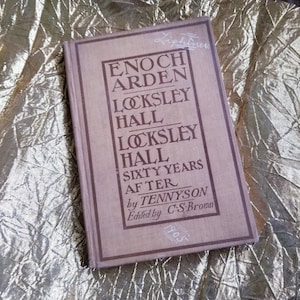 ENOCH
ARDEN
LOCKSLEY
HALL
LOCKSLEY
HALL
SIXTY YEARS
AFTER
by TENNYSON
Edited by C·S·Brown